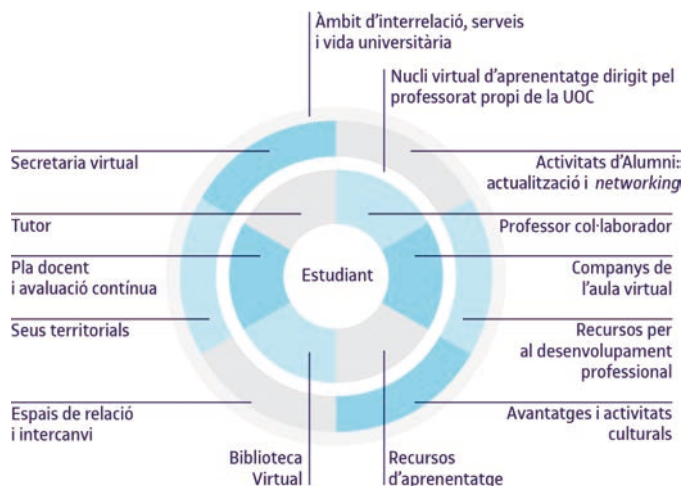 Àmbit d'interrelació, serveis
i vida universitària
Nucli virtual d'aprenentatge dirigit pel
professorat propi de la UOC
Secretaria virtual
Activitats d'Alumni:
actualització i networking
Tutor
Professor col·laborador
Pla docent
i avaluació contínua
Estudiant
Companys de
l'aula virtual
Seus territorials
Recursos per
al desenvolupament
professional
Espais de relació
i intercanvi
Avantatges i activitats
culturals
Biblioteca
Virtual
Recursos
d'aprenentatge